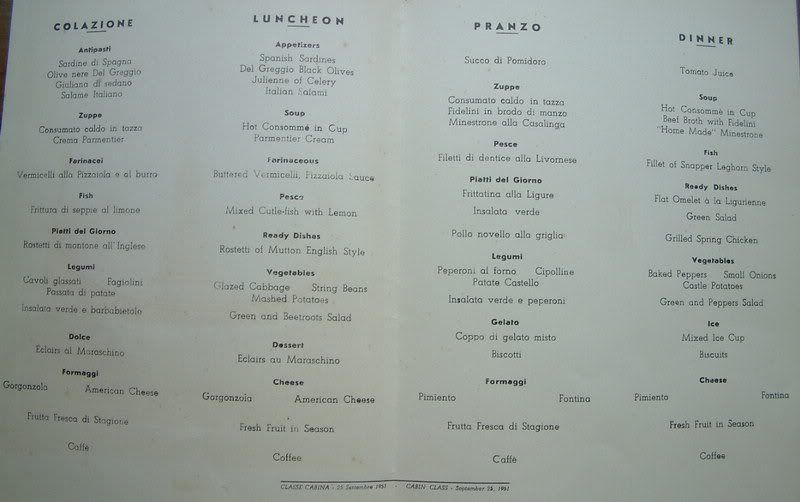 COLAZIONE
Antipasti
Sardine di Spagna
Olive nere Del Greggio
Giuliana di sedano
Salame Italiano
Zuppe
Consumato caldo in tazza
Crema Parmentier
Farinacei
Vermicelli alla Pizzaiola e al burro
Fish
Frittura di seppie al limone
Piatti del Giorno
Rostetti di montone all'Inglese
Legumi
Cavoli glassati Fagiolini
Passata di patate
Insalata verde e barbabietole
Dolce
Eclairs al Maraschino
Formaggi
Gorgonzola American Cheese
Frutta Fresca di Stagione
Caffè
LUNCHEON
Appetizers
Spanish Sardines
Del Greggio Black Olives
Julienne of Celery
Italian Salami
Soup
Hot Consommé in Cup
Parmentier Cream
Farinaceous
Buttered Vermicelli, Pizzaiola Sauce
Pesce
Mixed Cutle-fish with Lemon
Ready Dishes
Rostetti of Mutton English Style
Vegetables
Glazed Cabbage String Beans
Mashed Potatoes
Green and Beetroots Salad
Dessert
Eclairs au Maraschino
Cheese
Gorgonzola American Cheese
Fresh Fruit in Season
Coffee
PRANZO
Succo di Pomidoro
Zuppe
Consumato caldo in tazza
Fidelini in brodo di manzo
Minestrone alla Casalinga
Pesce
Filetti di dentice alla Livornese
Piatti del Giorno
Frittatina alla Ligure
Insalata verde
Pollo novello alla griglia
Legumi
Peperoni al forno Cipolline
Patate Castello
Insalata verde e peperoni
Gelato
Coppo di gelato misto
Biscotti
Formaggi
Pimiento Fontina
Frutta Fresca di Stagione
Caffè
DINNER
Tomato Juice
Soup
Hot Consommé in Cup
Beef Broth with Fidelini
"Home Made" Minestrone
Fish
Fillet of Snapper Leghorn Style
Ready Dishes
Flat Omelet à la Ligurienne
Green Salad
Grilled Spring Chicken
Vegetables
Baked Peppers Small Onions
Castle Potatoes
Green and Peppers Salad
Ice
Mixed Ice Cup
Biscuits
Cheese
Pimiento Fontina
Fresh Fruit in Season
Coffee
CLASSE CABINA - 25 Settembre 1951 - CABIN CLASS - September 25, 1951